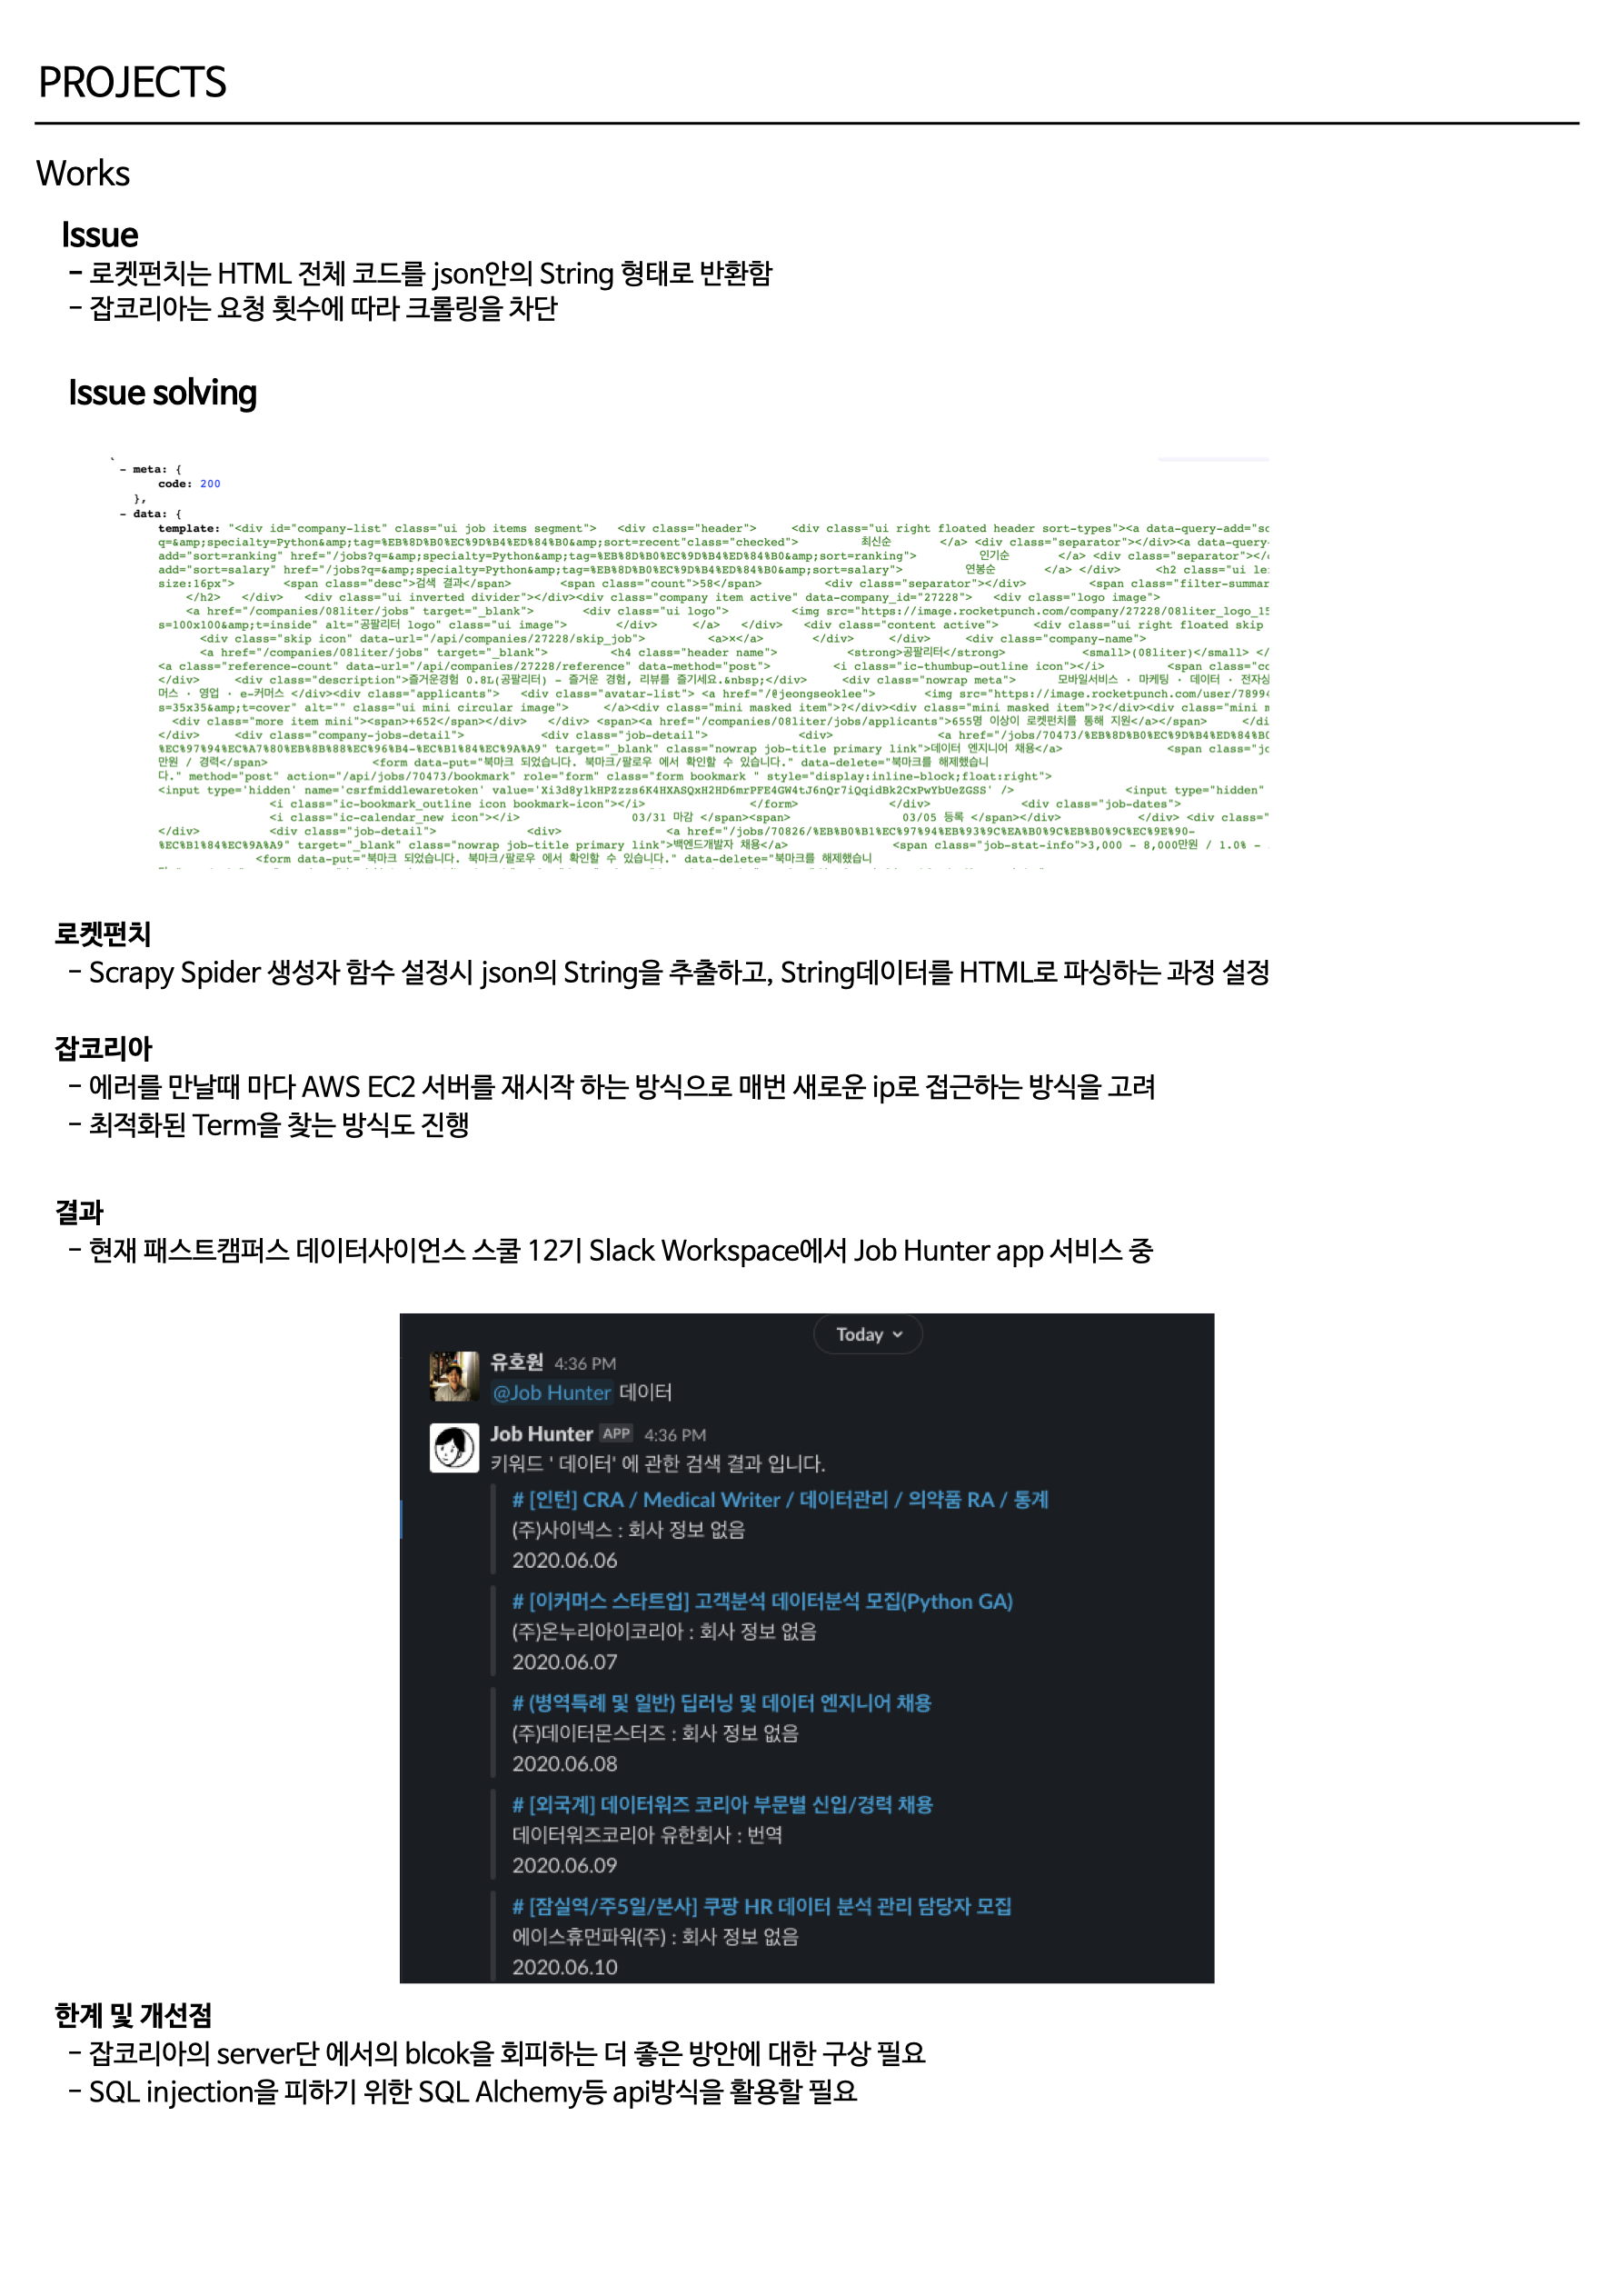 PROJECTS
Works
Issue
- 로켓펀치는 HTML 전체 코드를 json안의 String 형태로 반환함
- 잡코리아는 요청 횟수에 따라 크롤링을 차단
Issue solving
- meta: {
code: 200
},
- data: {
template: "<div id="company-list" class="ui job items segment"> <div class="header"> <div class="ui right floated header sort-types"><a data-query-add="sc
q=&amp;specialty=Python&amp;tag=%EB%8D%B0%EC%9D%B4%ED%84%B0&amp;sort=recent"class="checked"> 최신순 </a> <div class="separator"></div><a data-query-
add="sort=ranking" href="/jobs?q=&amp;specialty=Python&amp;tag=%EB%8D%B0%EC%9D%B4%ED%84%B0&amp;sort=ranking"> 인기순 </a> <div class="separator"></
add="sort=salary" href="/jobs?q=&amp;specialty=Python&amp;tag=%EB%8D%B0%EC%9D%B4%ED%84%B0&amp;sort=salary"> 연봉순 </a> </div> <h2 class="ui le
size:16px"> <span class="desc">검색 결과</span> <span class="count">58</span> <div class="separator"></div> <span class="filter-summar
</h2> </div> <div class="ui inverted divider"></div><div class="company item active" data-company_id="27228"> <div class="logo image">
<a href="/companies/08liter/jobs" target="_blank"> <div class="ui logo"> <img src="https://image.rocketpunch.com/company/27228/08liter_logo_15
s=100x100&amp;t=inside" alt="공팔리터 logo" class="ui image"> </div> </a> </div> <div class="content active"> <div class="ui right floated skip
<div class="skip icon" data-url="/api/companies/27228/skip_job"> <a>×</a> </div> </div> <div class="company-name">
<a href="/companies/08liter/jobs" target="_blank"> <h4 class="header name"> <strong>공팔리터</strong> <small>(08liter)</small> </
<a class="reference-count" data-url="/api/companies/27228/reference" data-method="post"> <i class="ic-thumbup-outline icon"></i> <span class="cc
</div> <div class="description">즐거운경험 0.8L(공팔리터) - 즐거운 경험, 리뷰를 즐기세요.&nbsp;</div> <div class="nowrap meta"> 모바일서비스 · 마케팅 · 데이터 · 전자상
머스 · 영업 · e-커머스 </div><div class="applicants"> <div class="avatar-list"> <a href="/@jeongseoklee"> <img src="https://image.rocketpunch.com/user/78994
s=35x35&amp;t=cover" alt="" class="ui mini circular image"> </a><div class="mini masked item">?</div><div class="mini masked item">?</div><div class="mini m
<div class="more item mini"><span>+652</span></div> </div> <span><a href="/companies/08liter/jobs/applicants">655명 이상이 로켓펀치를 통해 지원</a></span> </di
</div> <div class="company-jobs-detail"> <div class="job-detail"> <div> <a href="/jobs/70473/%EB%8D%B0%EC%9D%B4%ED%84%B0
%EC%97%94%EC%A7%80%EB%8B%88%EC%96%B4-%EC%B1%84%EC%9A%A9" target="_blank" class="nowrap job-title primary link">데이터 엔지니어 채용</a> <span class="jc
만원 / 경력</span> <form data-put="북마크 되었습니다. 북마크/팔로우 에서 확인할 수 있습니다." data-delete="북마크를 해제했습니
다." method="post" action="/api/jobs/70473/bookmark" role="form" class="form bookmark " style="display:inline-block;float:right">
<input type='hidden' name='csrfmiddlewaretoken' value='Xi3d8y1kHPZzzs6K4HXASQxH2HD6mrPFE4GW4tJ6nQr7iQqidBk2CxPwYbUeZGSS' /> <input type="hidden"
<i class="ic-bookmark_outline icon bookmark-icon"></i> </form> </div> <div class="job-dates">
<i class="ic-calendar_new icon"></i> 03/31 마감 </span><span> 03/05 등록 </span></div> </div> <div class="
</div> <div class="job-detail"> <div> <a href="/jobs/70826/%EB%B0%B1%EC%97%94%EB%93%9C%EA%B0%9C%EB%B0%9C%EC%9E%90-
%EC%B1%84%EC%9A%A9" target="_blank" class="nowrap job-title primary link">백엔드개발자 채용</a> <span class="job-stat-info">3,000 - 8,000만원 / 1.0% -
<form data-put="북마크 되었습니다. 북마크/팔로우 에서 확인할 수 있습니다." data-delete="북마크를 해제했습니
로켓펀치
- Scrapy Spider 생성자 함수 설정시 json의 String을 추출하고, String데이터를 HTML로 파싱하는 과정 설정
잡코리아
- 에러를 만날때 마다 AWS EC2 서버를 재시작 하는 방식으로 매번 새로운 ip로 접근하는 방식을 고려
- 최적화된 Term을 찾는 방식도 진행
결과
- 현재 패스트캠퍼스 데이터사이언스 스쿨 12기 Slack Workspace에서 Job Hunter app 서비스 중
Today
유호원 4:36 PM
@Job Hunter 데이터
Job Hunter APP 4:36 PM
키워드 ' 데이터' 에 관한 검색 결과 입니다.
# [인턴] CRA / Medical Writer / 데이터관리 / 의약품 RA / 통계
(주)사이넥스 : 회사 정보 없음
2020.06.06
# [이커머스 스타트업] 고객분석 데이터분석 모집(Python GA)
(주)온누리아이코리아 : 회사 정보 없음
2020.06.07
# (병역특례 및 일반) 딥러닝 및 데이터 엔지니어 채용
(주)데이터몬스터즈 : 회사 정보 없음
2020.06.08
# [외국계] 데이터워즈 코리아 부문별 신입/경력 채용
데이터워즈코리아 유한회사 : 번역
2020.06.09
# [잠실역/주5일/본사] 쿠팡 HR 데이터 분석 관리 담당자 모집
에이스휴먼파워(주) : 회사 정보 없음
2020.06.10
한계 및 개선점
- 잡코리아의 server단 에서의 blcok을 회피하는 더 좋은 방안에 대한 구상 필요
- SQL injection을 피하기 위한 SQL Alchemy등 api방식을 활용할 필요